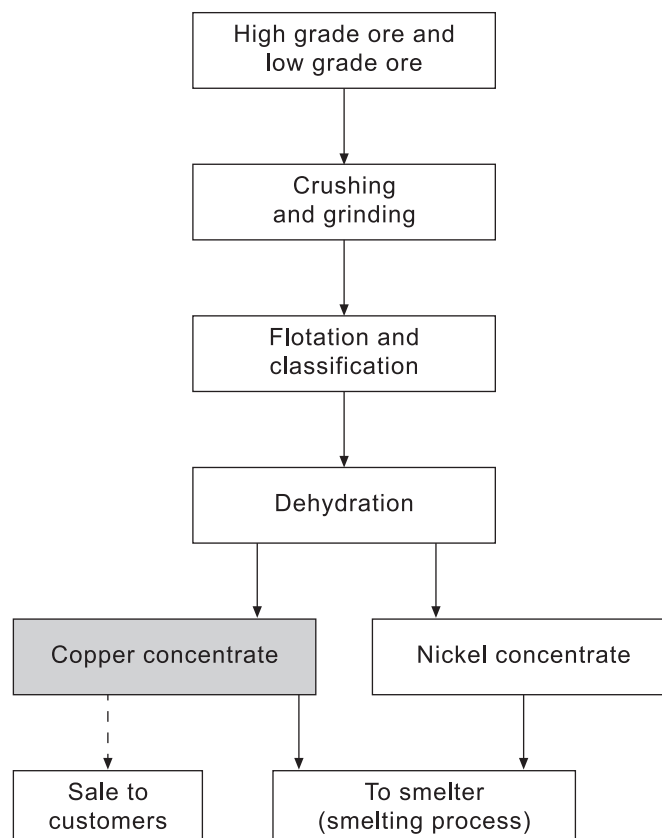 High grade ore and
low grade ore
Crushing
and grinding
Flotation and
classification
Dehydration
Copper concentrate
Nickel concentrate
Sale to
customers
To smelter
(smelting process)